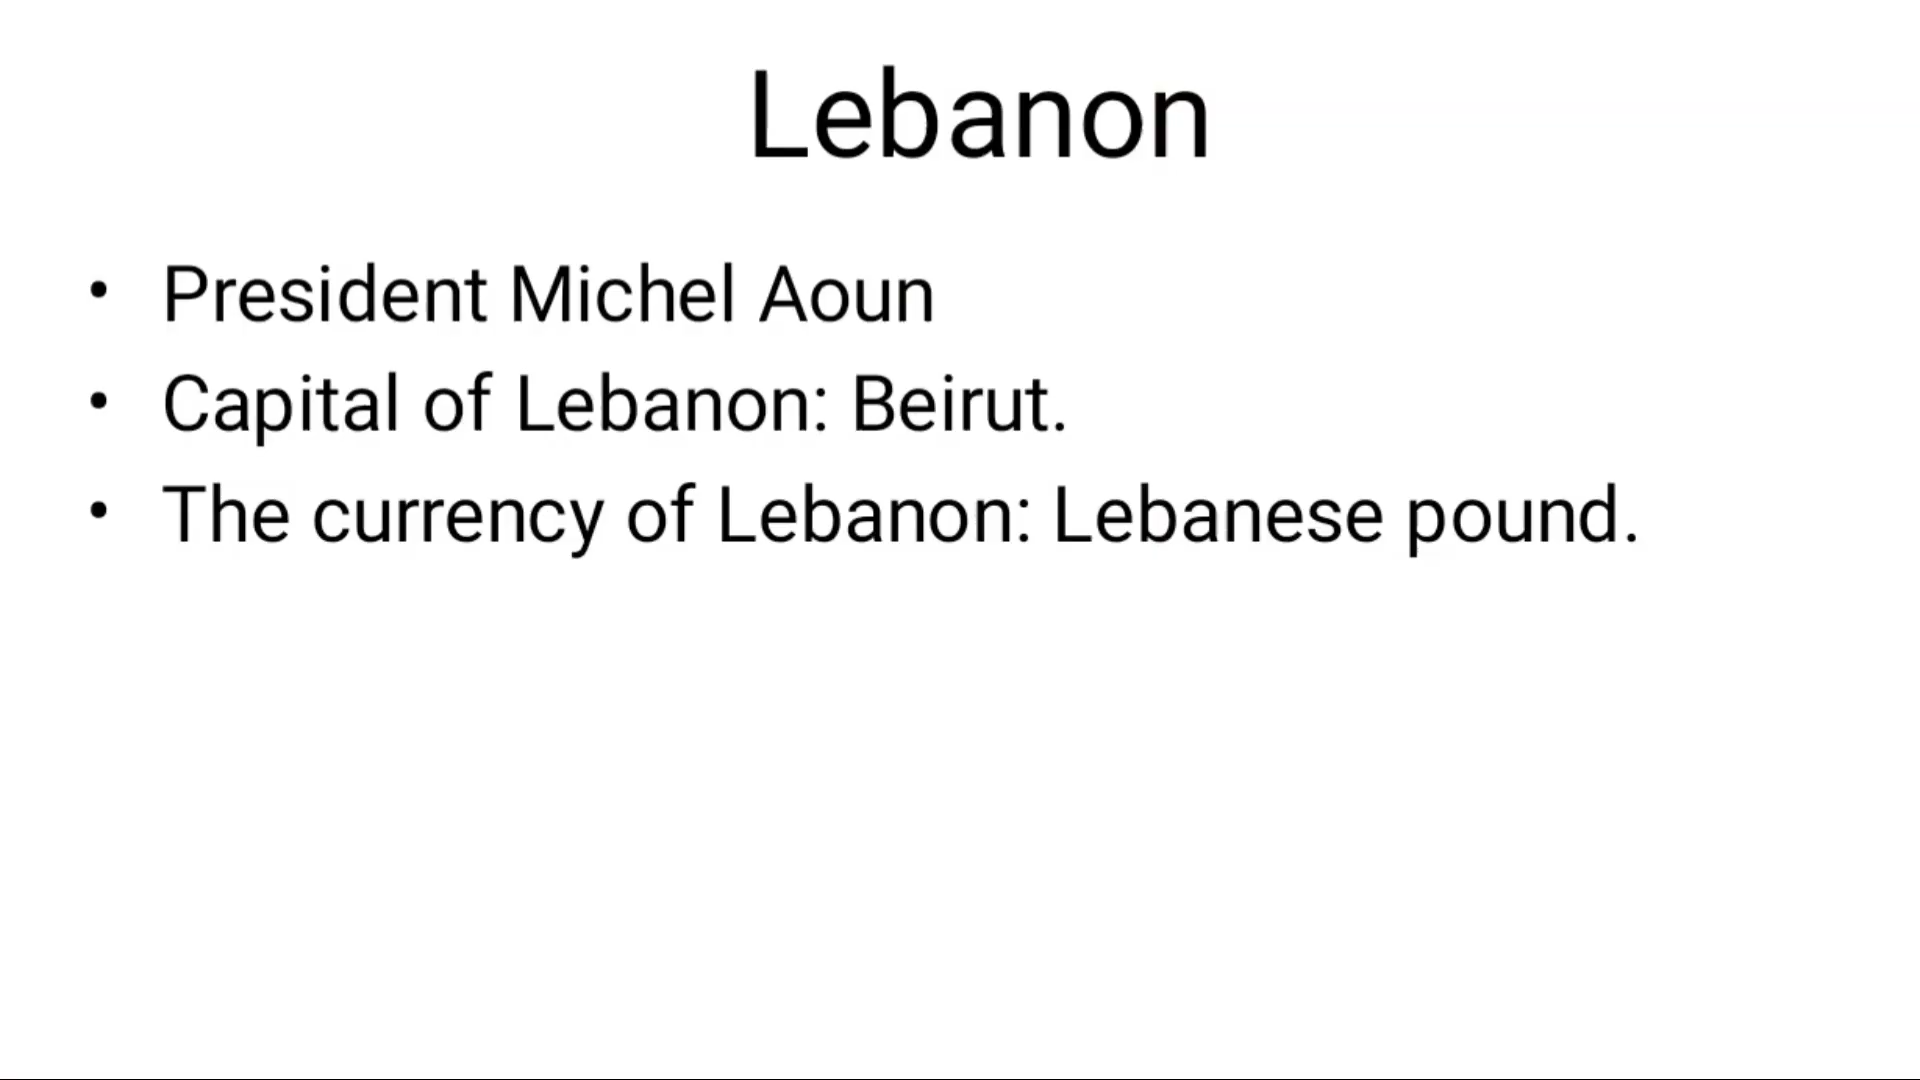 Lebanon
• President Michel Aoun
• Capital of Lebanon: Beirut.
• The currency of Lebanon: Lebanese pound.